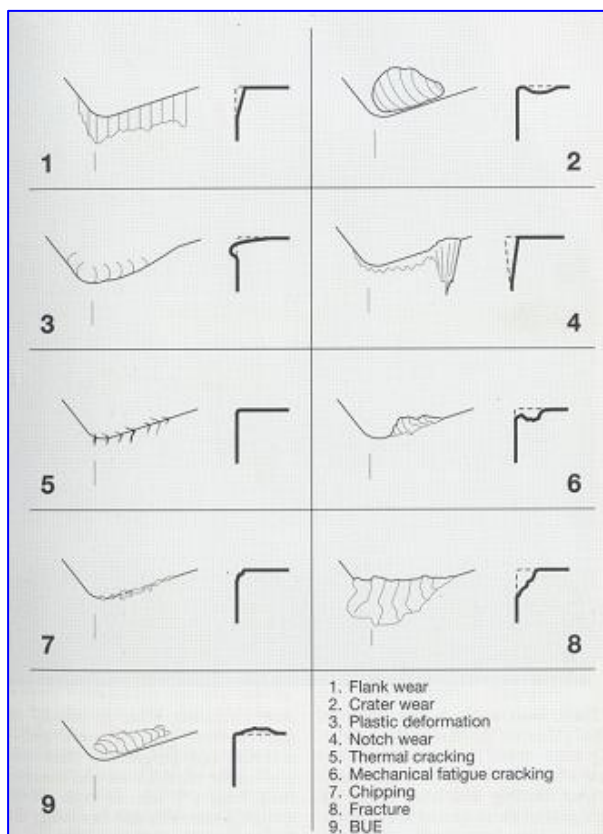 1
2
3
4
5
6
7
8
9
1. Flank wear
2. Crater wear
3. Plastic deformation
4. Notch wear
5. Thermal cracking
6. Mechanical fatigue cracking
7. Chipping
8. Fracture
9. BUE